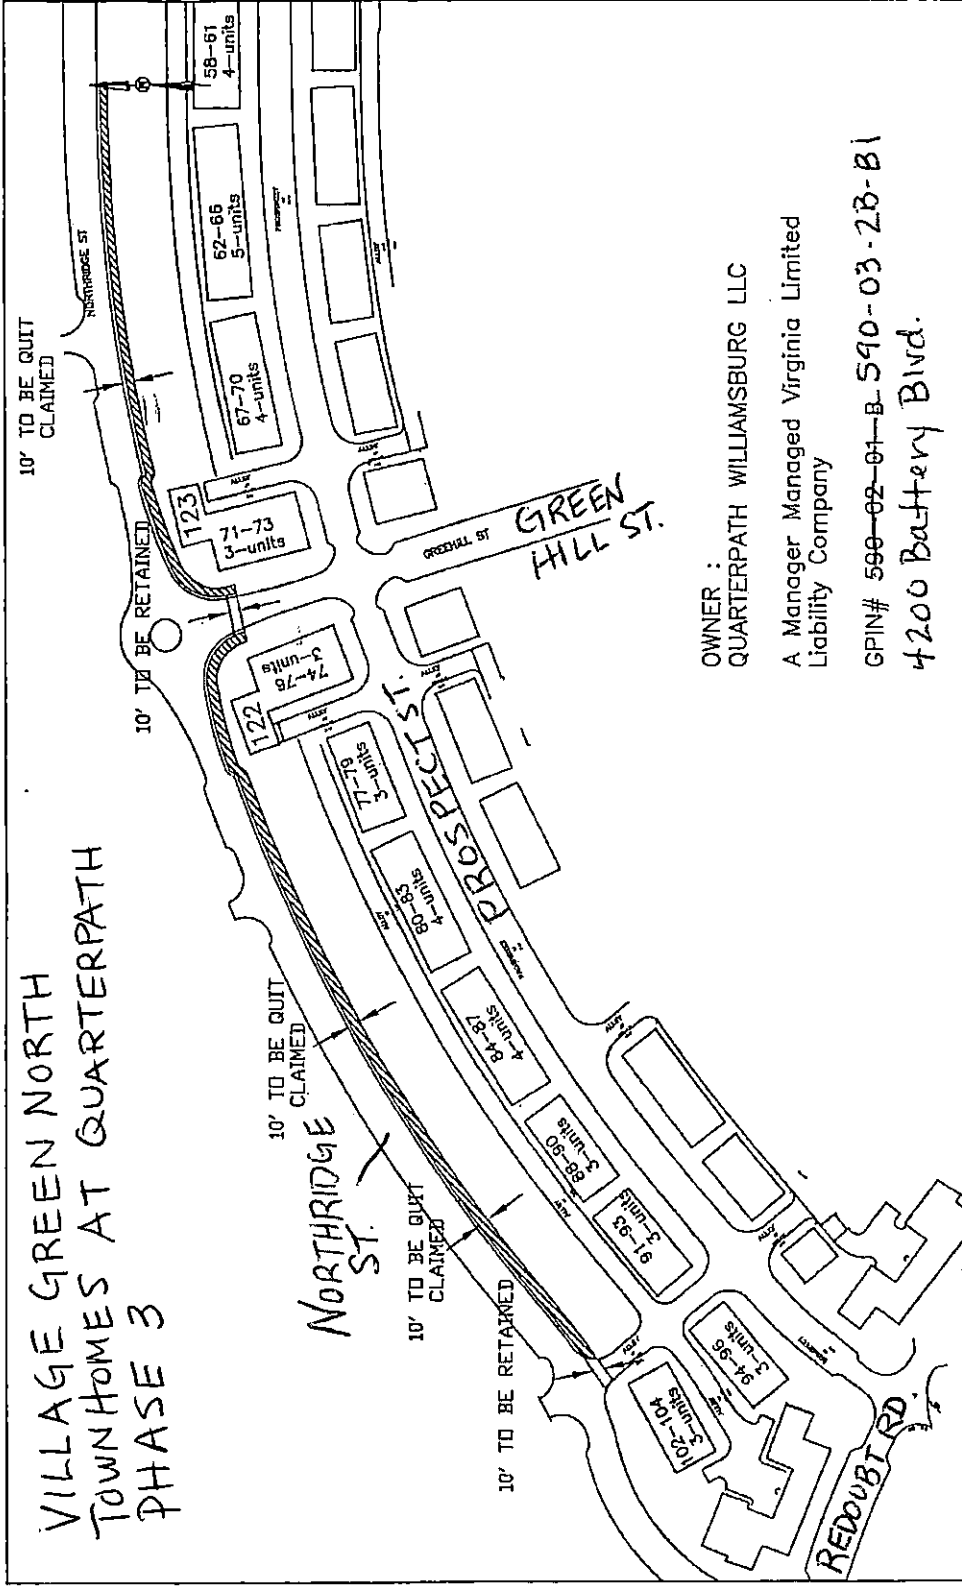 VILLAGE GREEN NORTH
TOWNHOMES AT QUARTERPATH
PHASE 3
10' TO BE QUIT
CLAIMED
NORTHRIDGE ST
10' TO BE RETAINED
10' TO BE QUIT
CLAIMED
NORTHRIDGE
ST.
10' TO BE QUIT
CLAIMED
10' TO BE RETAINED
58-61
4-units
62-66
5-units
67-70
4-units
123
71-73
3-units
122
74-76
3-units
77-79
3-units
80-83
4-units
84-87
4-units
88-90
3-units
91-93
3-units
94-96
3-units
102-104
3-units
PROSPECT ST.
GREENHILL ST
GREEN
HILL ST.
REDOUBT RD
ALLEY
PROSPECT
OWNER :
QUARTERPATH WILLIAMSBURG LLC
A Manager Managed Virginia Limited
Liability Company
GPIN# 590-02-01-B 590-03-2B-B1
4200 Battery Blvd.